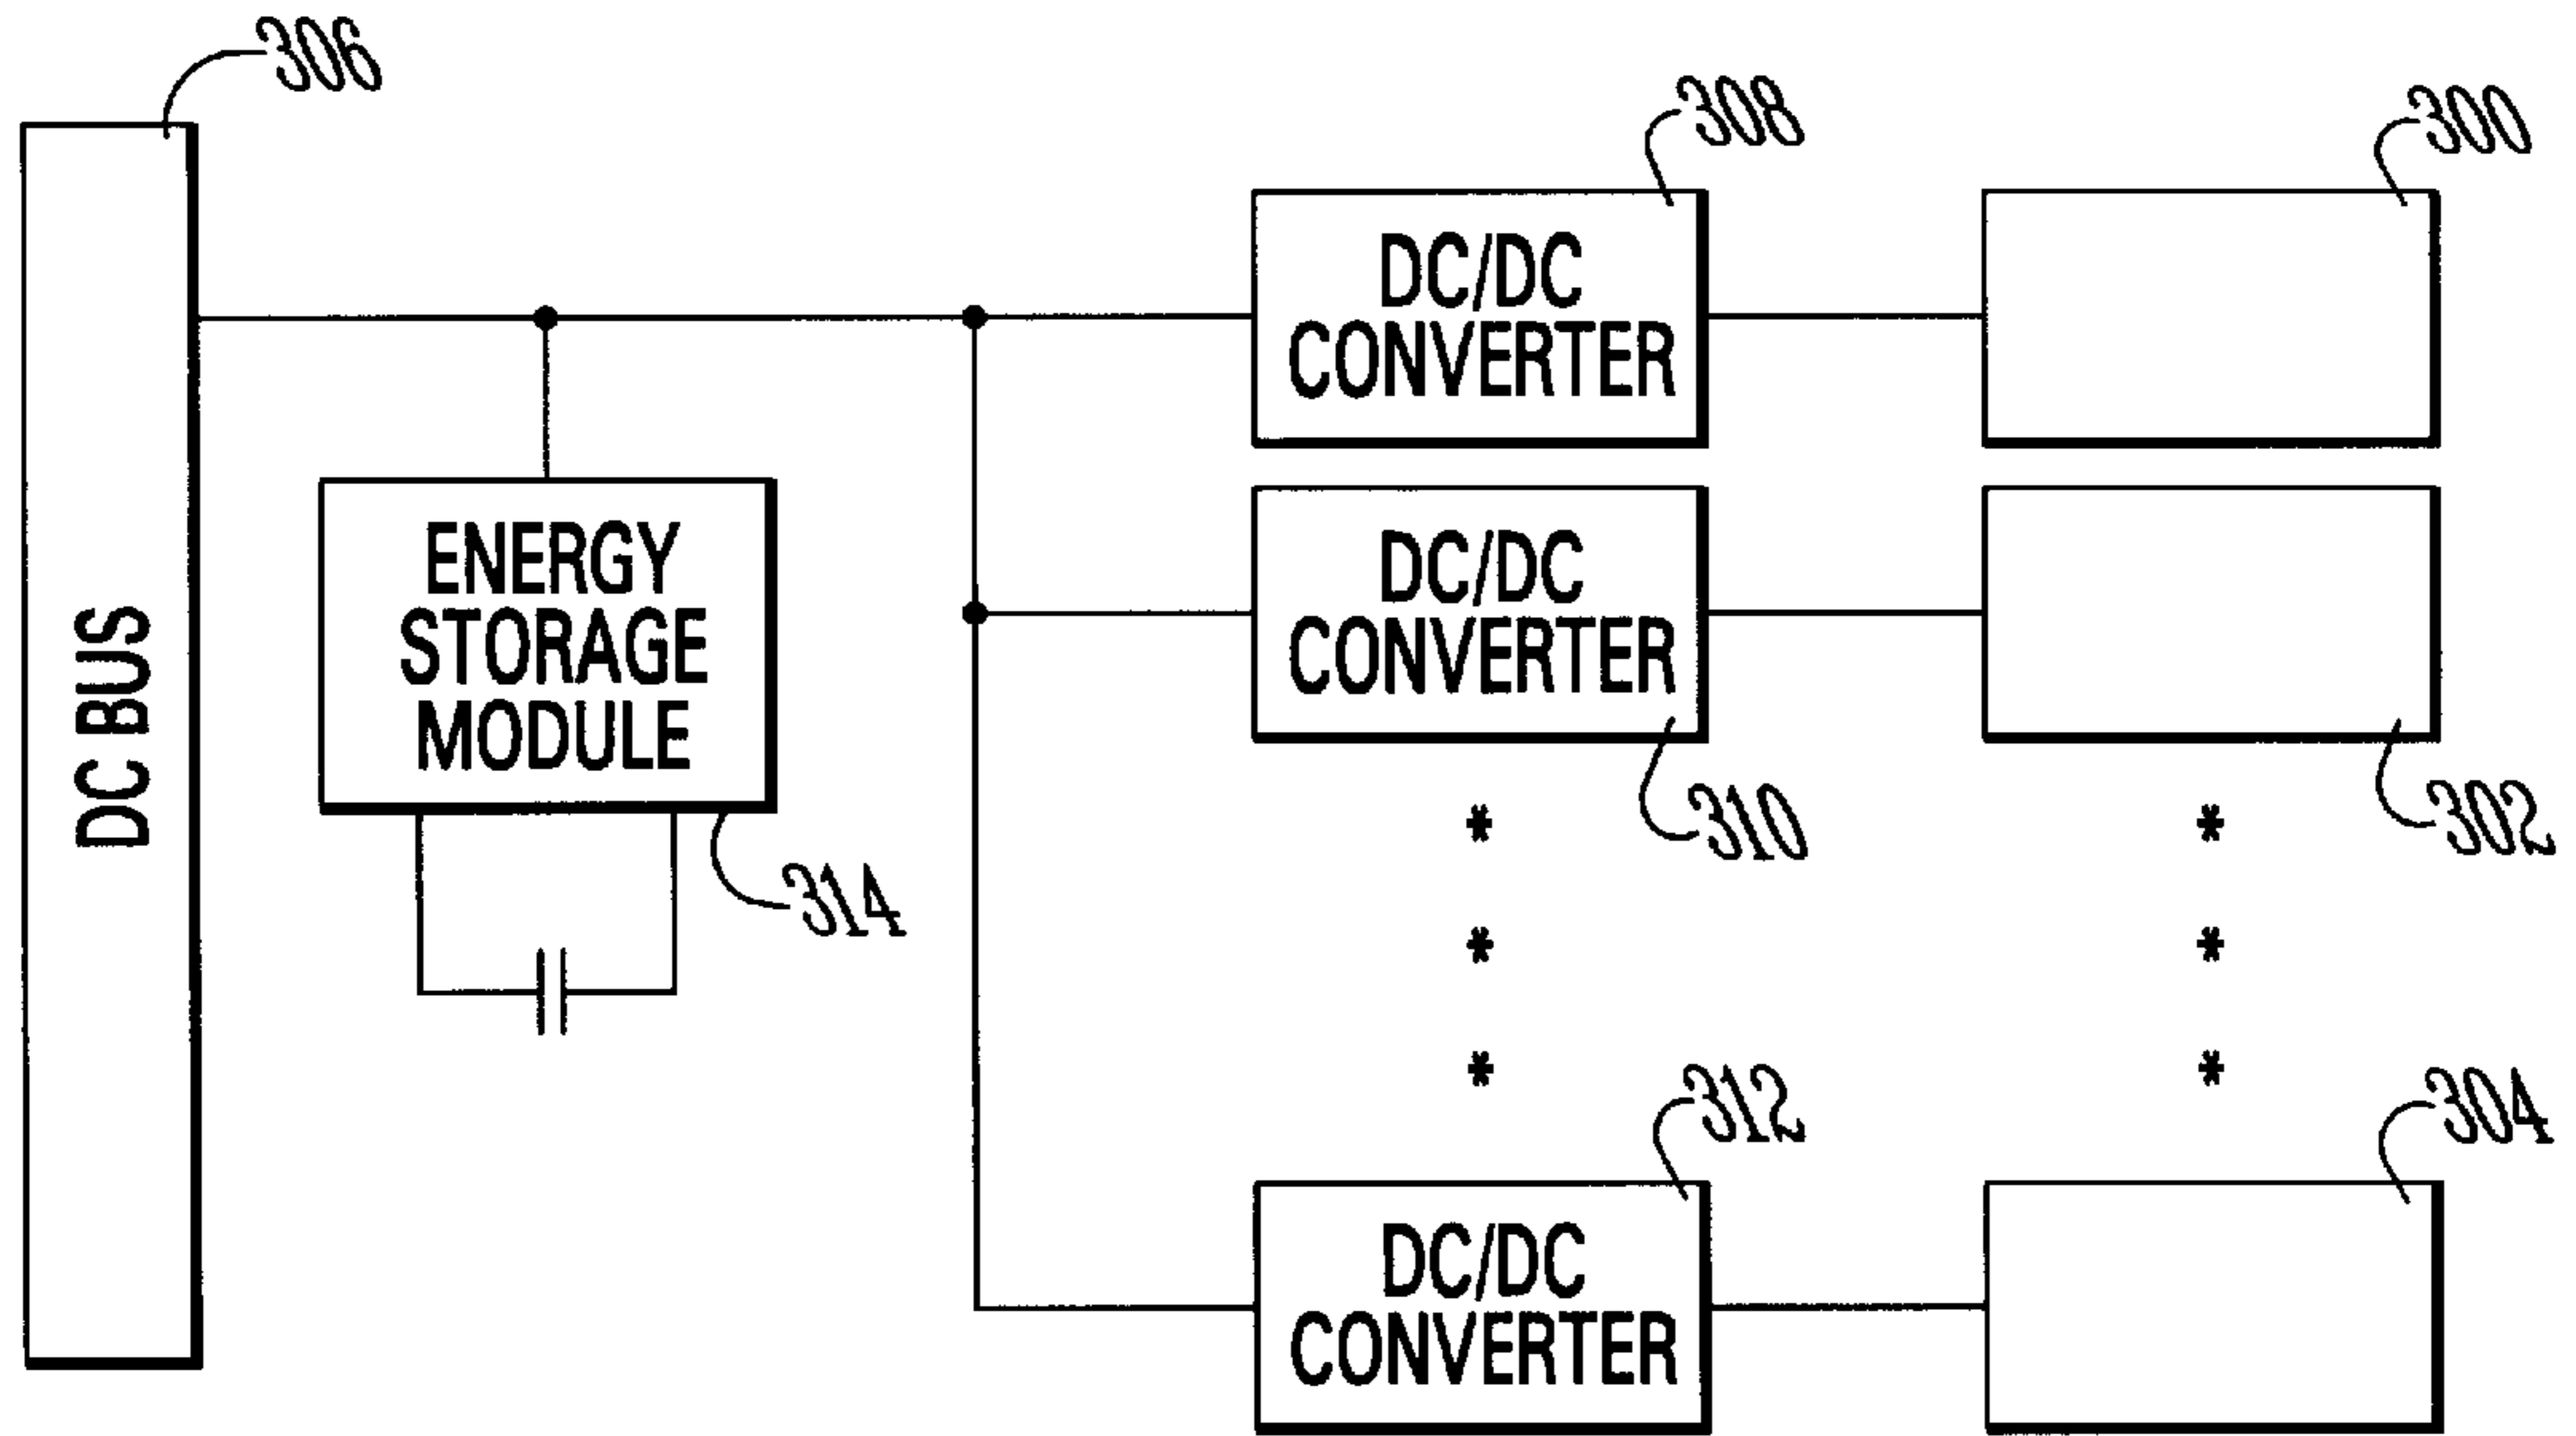 306
308
300
DC/DC
CONVERTER
ENERGY
STORAGE
MODULE
DC/DC
CONVERTER
DC BUS
310
302
314
*
*
*
*
*
*
312
304
DC/DC
CONVERTER